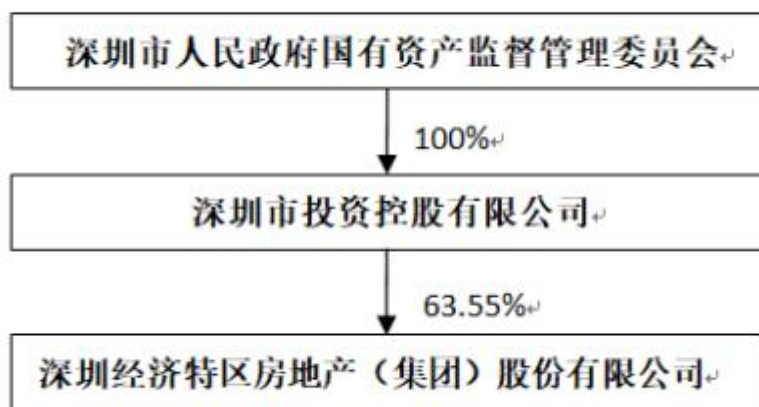 深圳市人民政府国有资产监督管理委员会↵
100%↵
深圳市投资控股有限公司↵
63.55%↵
深圳经济特区房地产（集团）股份有限公司↵